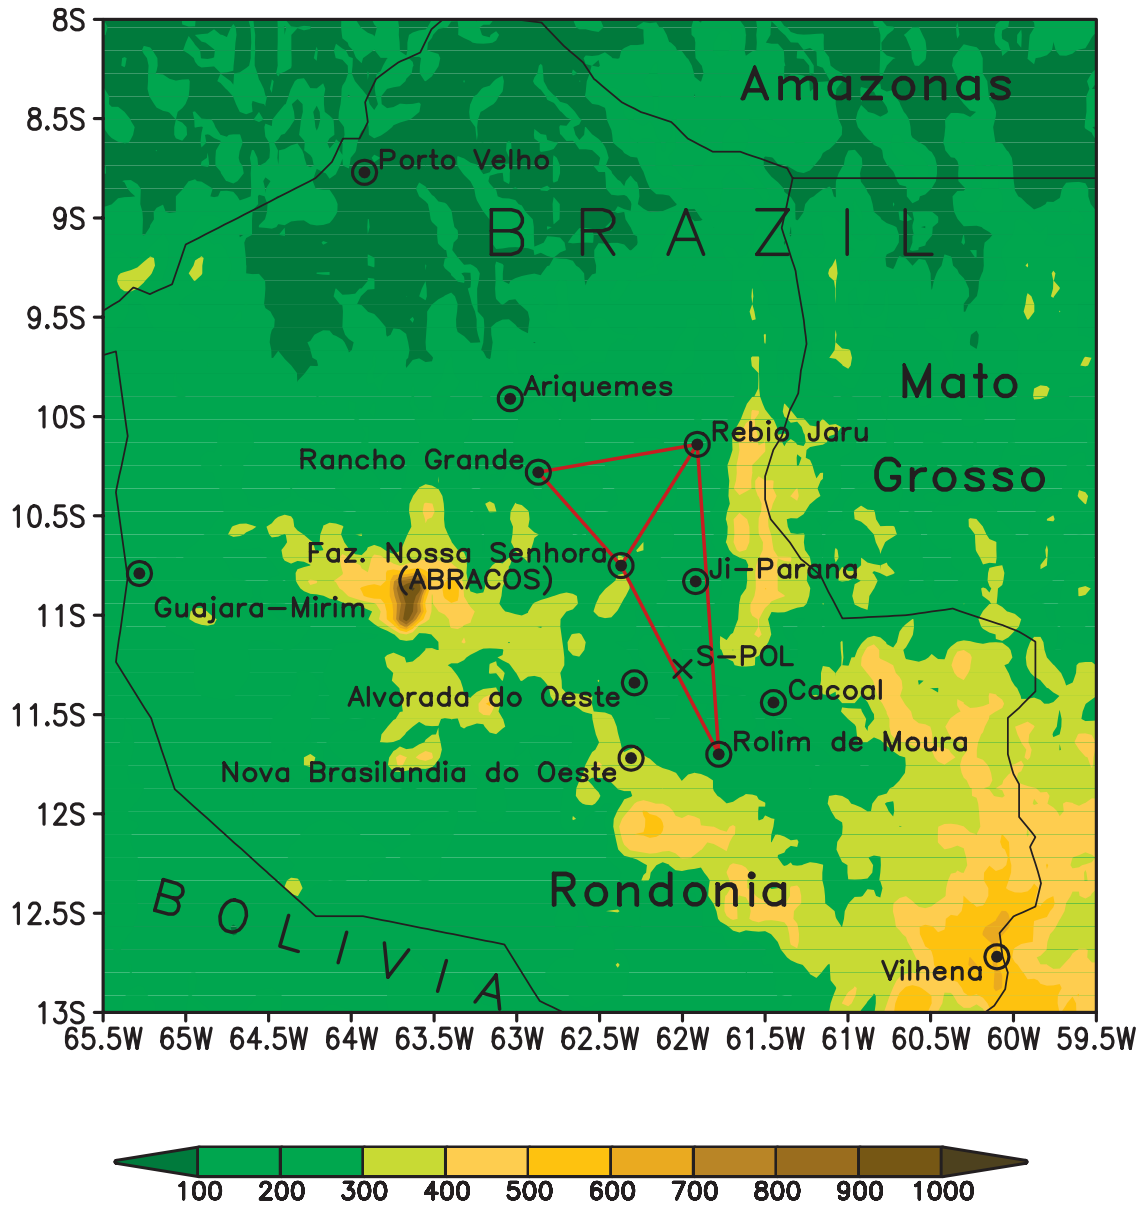 8S
Amazonas
8.5S
Porto Velho
9S
BRAZIL
9.5S
Mato
Ariquemes
10S
Rebio Jaru
Rancho Grande
Grosso
10.5S
Faz. Nossa Senhora
(ABRACOS)
Ji-Parana
11S
Guajara-Mirim
S-POL
Alvorada do Oeste
Cacoal
11.5S
Rolim de Moura
Nova Brasilandia do Oeste
12S
Rondonia
BOLIVIA
12.5S
Vilhena
13S
65.5W 65W 64.5W 64W 63.5W 63W 62.5W 62W 61.5W 61W 60.5W 60W 59.5W
100 200 300 400 500 600 700 800 900 1000